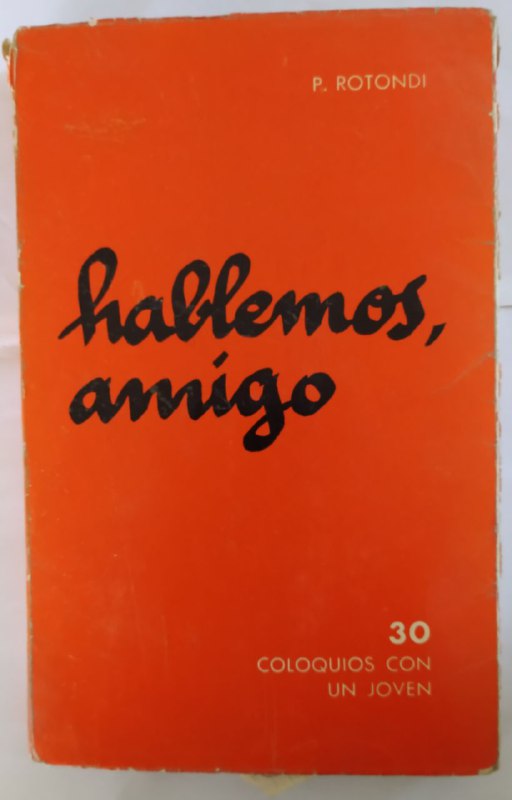 P. ROTONDI
hablemos,
amigo
30
COLOQUIOS CON
UN JOVEN